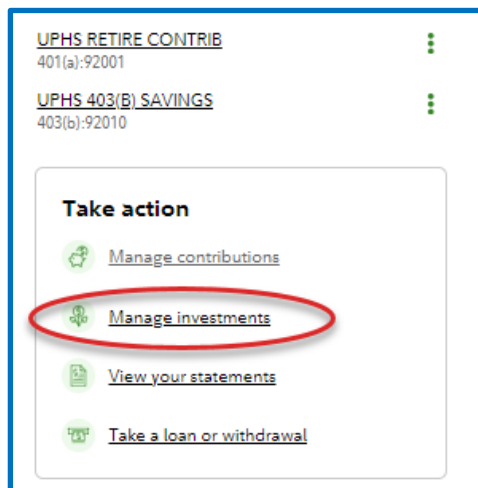 UPHS RETIRE CONTRIB
401(a):92001
UPHS 403(B) SAVINGS
403(b):92010
Take action
Manage contributions
Manage investments
View your statements
Take a loan or withdrawal